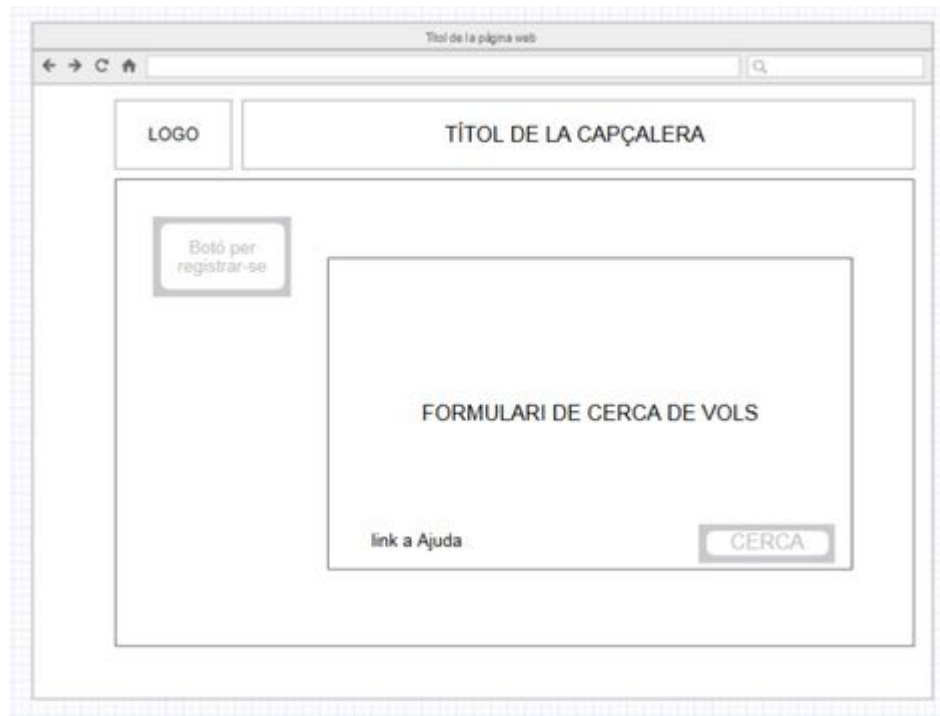 Títol de la pàgina web
LOGO
TÍTOL DE LA CAPÇALERA
Botó per
registrar-se
FORMULARI DE CERCA DE VOLS
link a Ajuda
CERCA